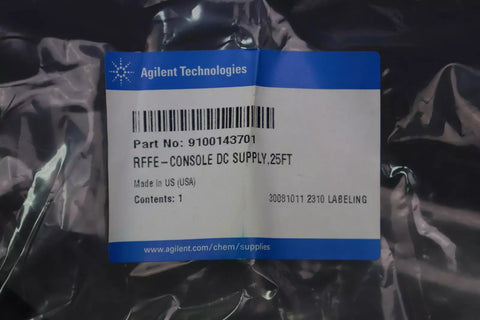 Agilent Technologies
Part No: 9100143701
RFFE-CONSOLE DC SUPPLY.25FT
Made in US (USA)
Contents: 1
30081011 2310 LABELING
www.agilent.com/chem/supplies